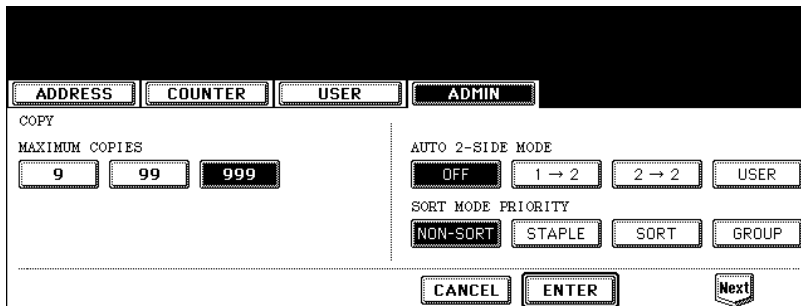 ADDRESS COUNTER USER ADMIN
COPY
MAXIMUM COPIES
9 99 999
AUTO 2-SIDE MODE
OFF 1 → 2 2 → 2 USER
SORT MODE PRIORITY
NON-SORT STAPLE SORT GROUP
CANCEL ENTER Next